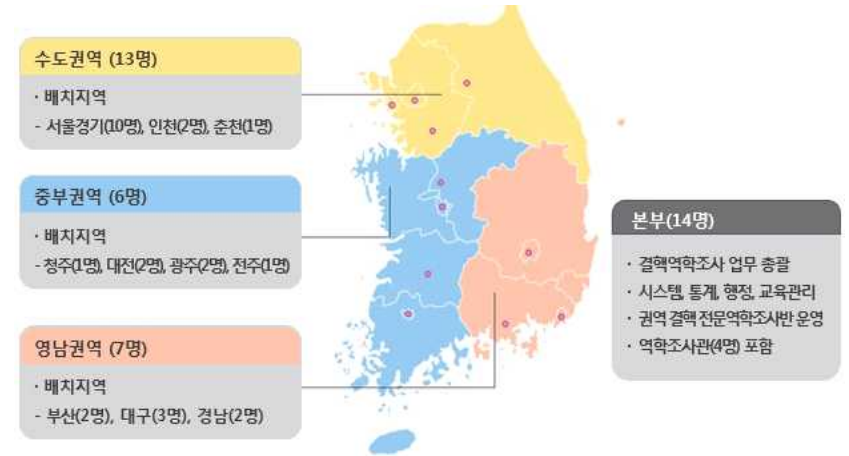 수도권역 (13명)
· 배치지역
- 서울경기(10명), 인천(2명), 춘천(1명)
중부권역 (6명)
· 배치지역
- 청주(1명), 대전(2명), 광주(2명), 전주(1명)
영남권역 (7명)
· 배치지역
- 부산(2명), 대구(3명), 경남(2명)
본부(14명)
· 결핵역학조사 업무 총괄
· 시스템, 통계, 행정, 교육관리
· 권역 결핵 전문역학조사반 운영
· 역학조사관(4명) 포함